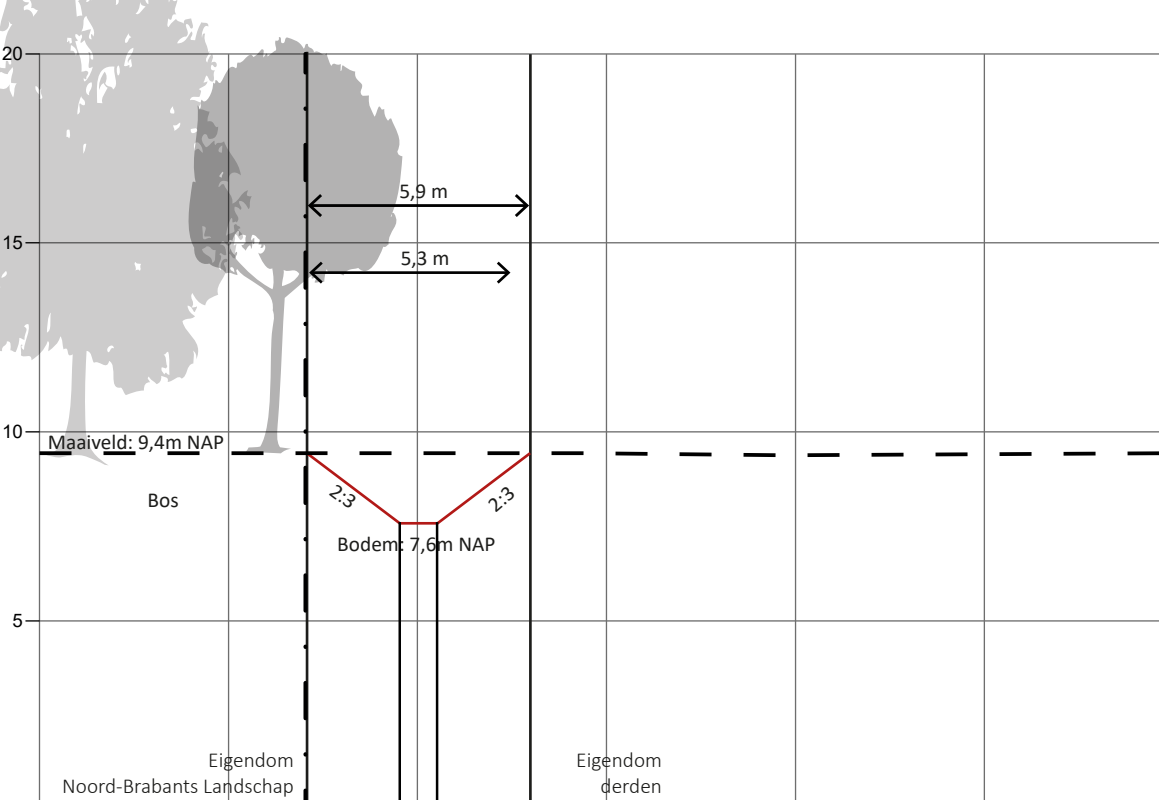 20
5,9 m
15
5,3 m
10
Maaiveld: 9,4m NAP
2:3
2:3
Bos
Bodem: 7,6m NAP
5
Eigendom
Noord-Brabants Landschap
Eigendom
derden